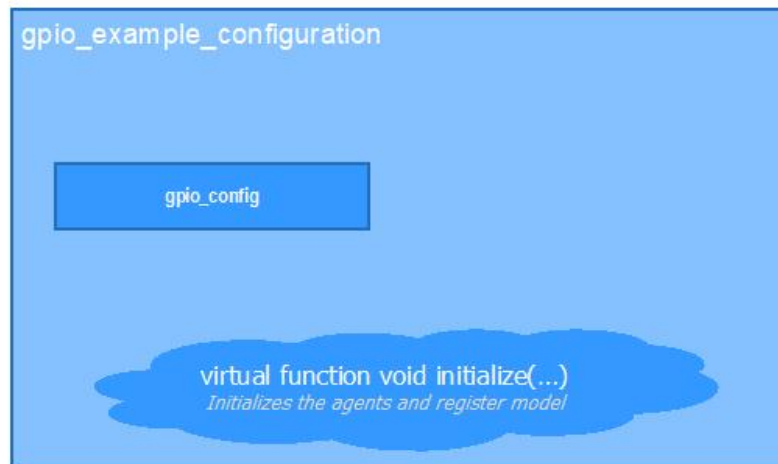 gpio_example_configuration
gpio_config
virtual function void initialize(...)
Initializes the agents and register model